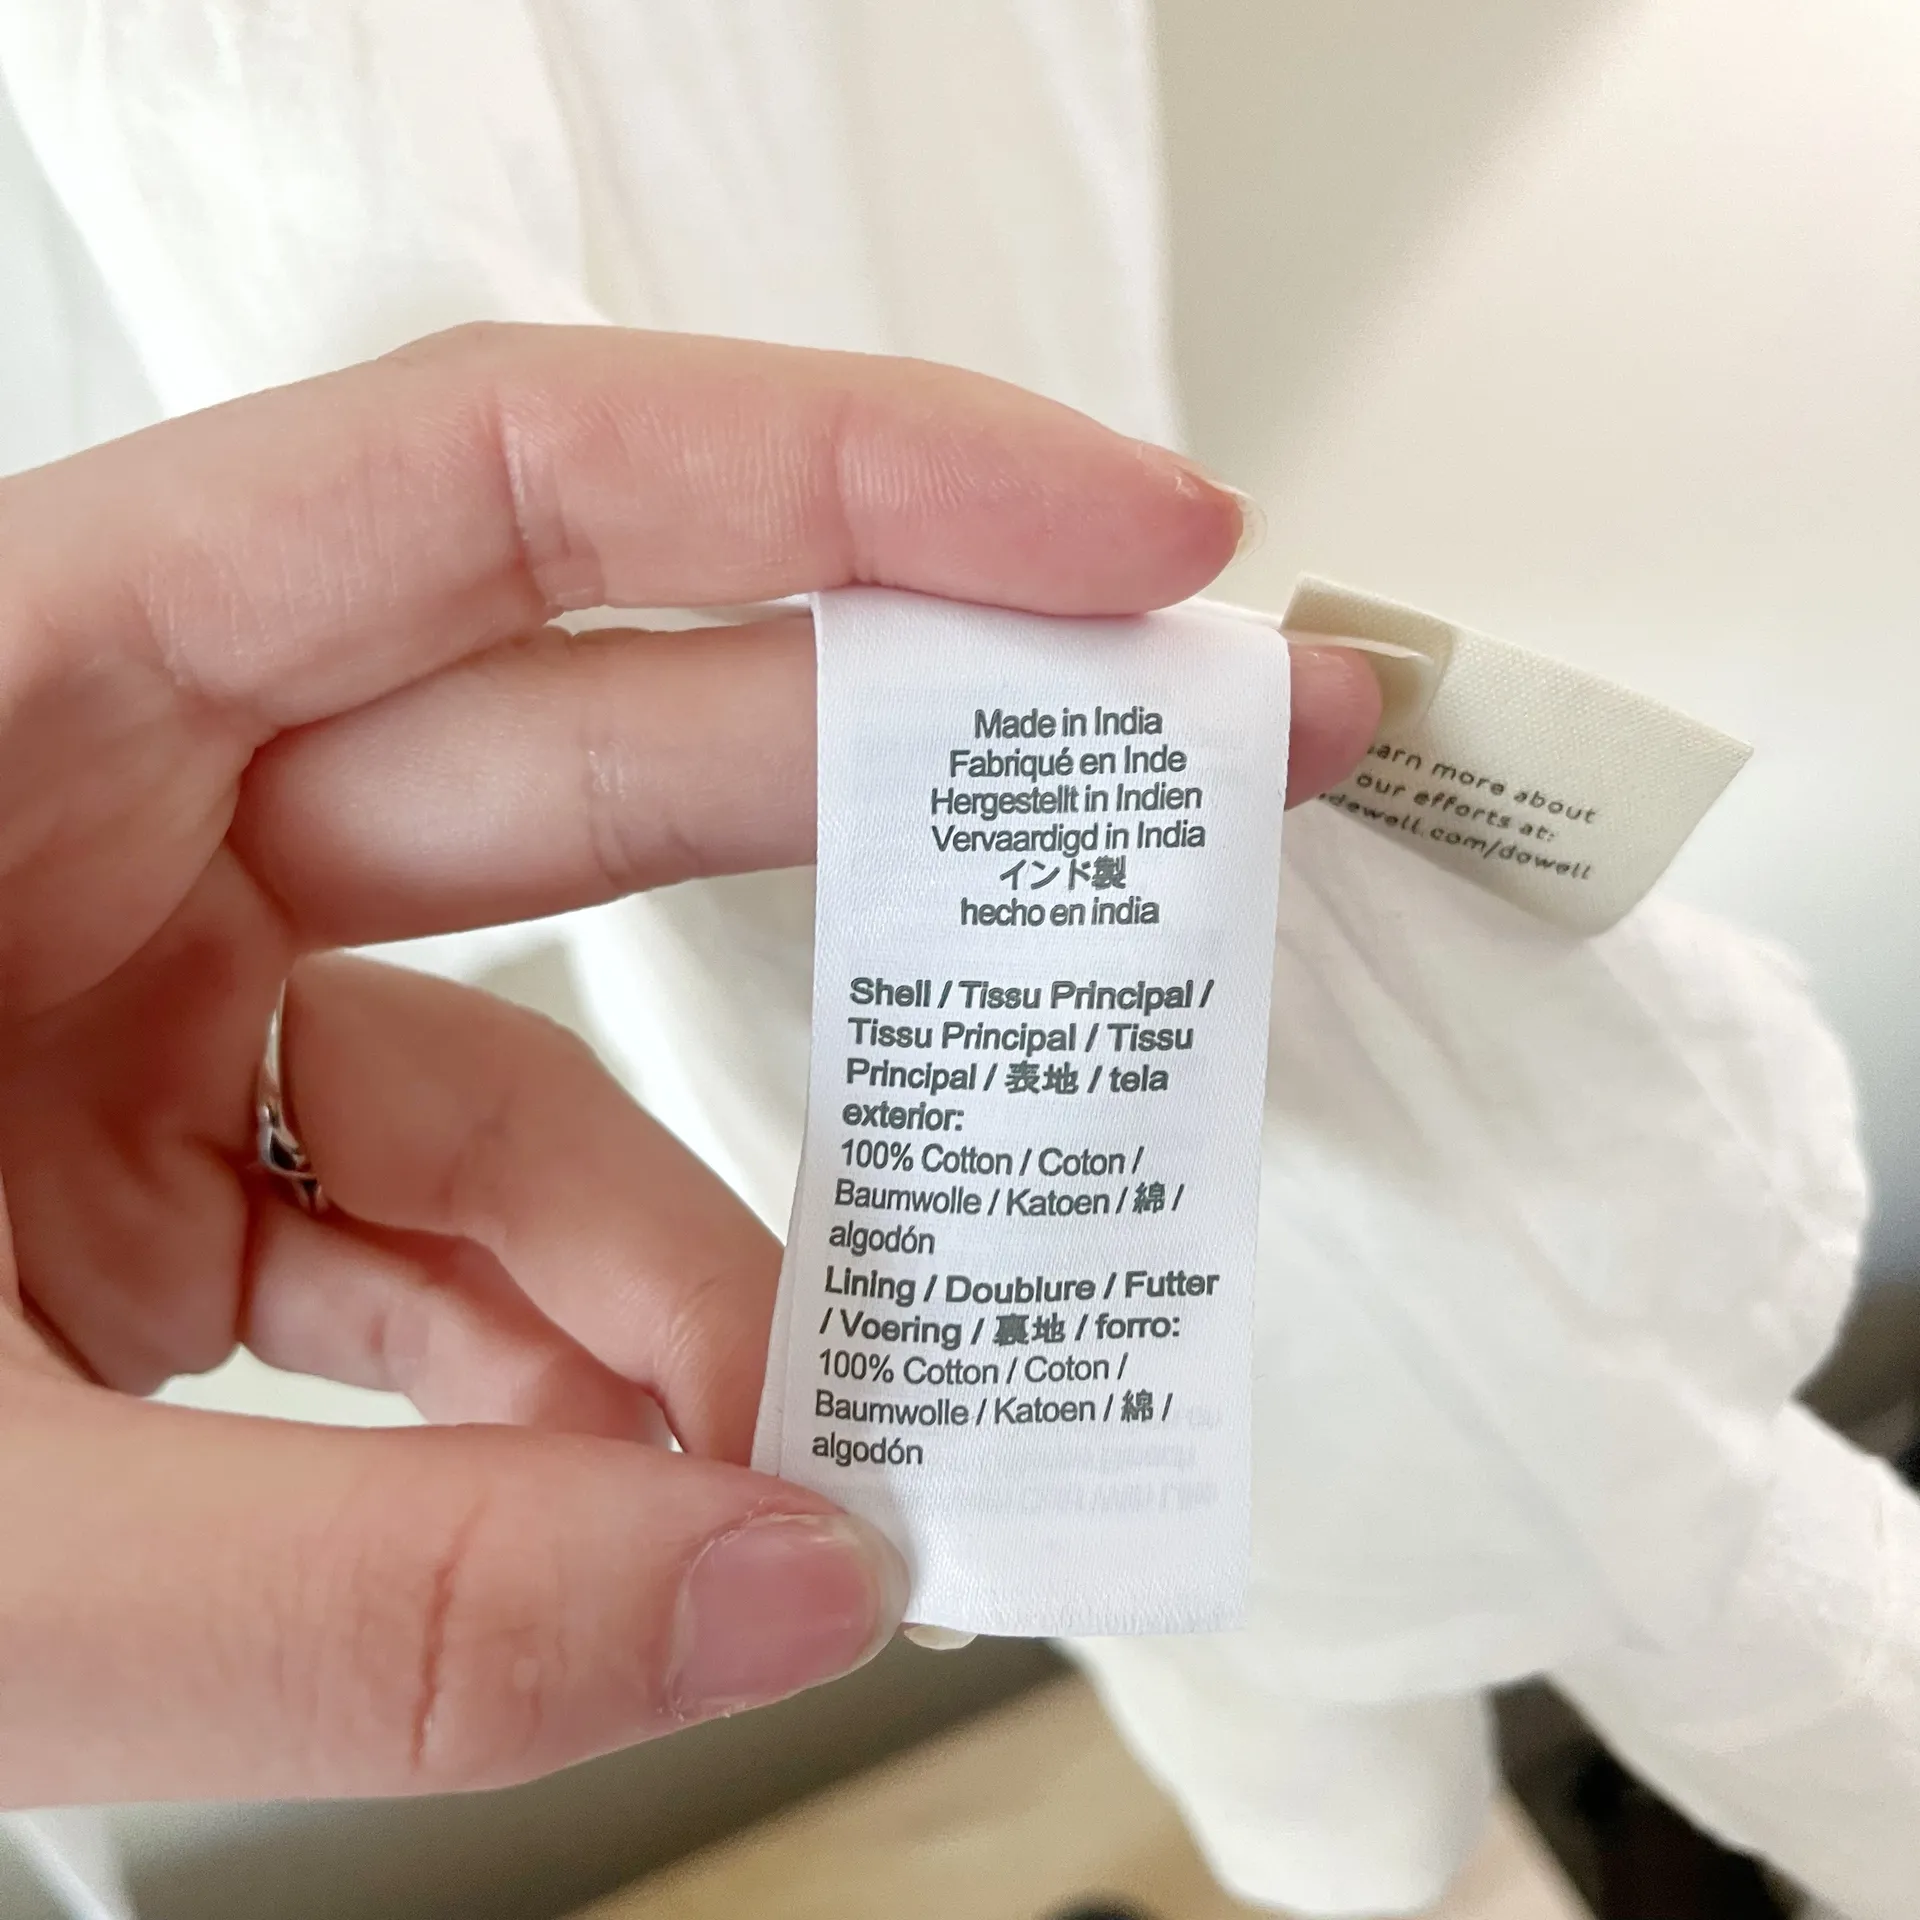 Made in India
Fabriqué en Inde
Hergestellt in Indien
Vervaardigd in India
インド製
hecho en india
Shell / Tissu Principal /
Tissu Principal / Tissu
Principal / 表地 / tela
exterior:
100% Cotton / Coton /
Baumwolle / Katoen / 綿 /
algodón
Lining / Doublure / Futter
/ Voering / 裏地 / forro:
100% Cotton / Coton /
Baumwolle / Katoen / 綿 /
algodón
more about
our efforts at:
dewell.com/dowell